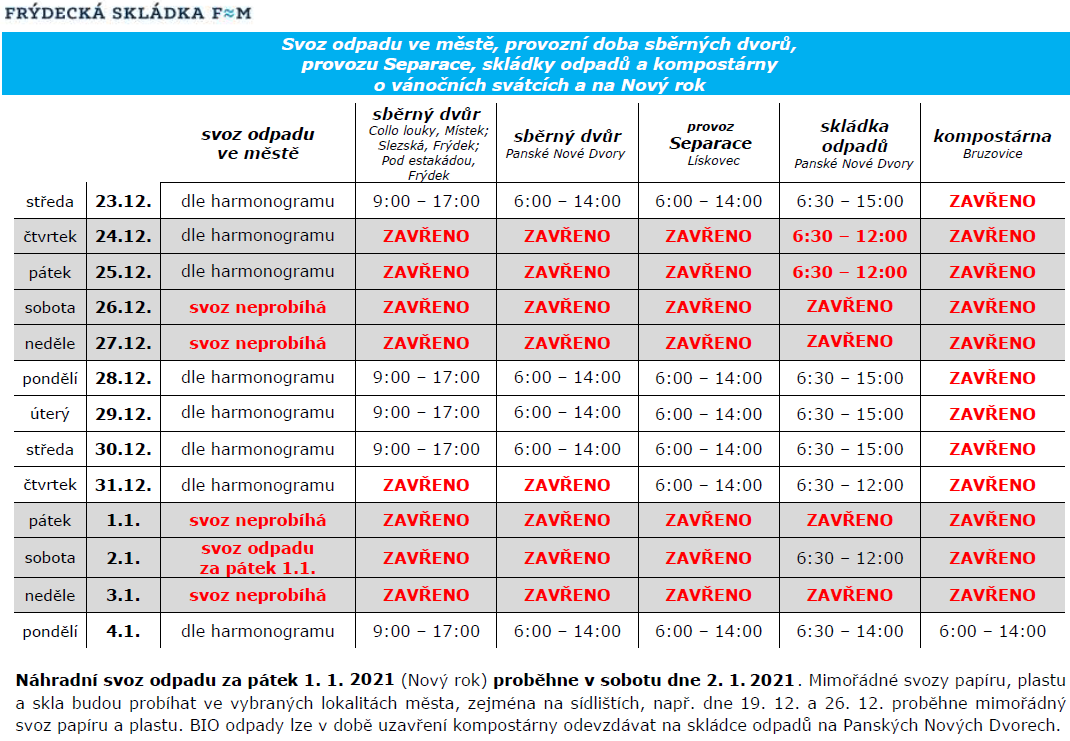 FRÝDECKÁ SKLÁDKA F≈M
Svoz odpadu ve městě, provozní doba sběrných dvorů,
provozu Separace, skládky odpadů a kompostárny
o vánočních svátcích a na Nový rok
svoz odpadu
ve městě
sběrný dvůr
Collo louky, Místek;
Slezská, Frýdek;
Pod estakádou,
Frýdek
sběrný dvůr
Panské Nové Dvory
provoz
Separace
Lískovec
skládka
odpadů
Panské Nové Dvory
kompostárna
Bruzovice
středa 23.12. dle harmonogramu 9:00 – 17:00 6:00 – 14:00 6:00 – 14:00 6:30 – 15:00 ZAVŘENO
čtvrtek 24.12. dle harmonogramu ZAVŘENO ZAVŘENO ZAVŘENO 6:30 – 12:00 ZAVŘENO
pátek 25.12. dle harmonogramu ZAVŘENO ZAVŘENO ZAVŘENO 6:30 – 12:00 ZAVŘENO
sobota 26.12. svoz neprobíhá ZAVŘENO ZAVŘENO ZAVŘENO ZAVŘENO ZAVŘENO
neděle 27.12. svoz neprobíhá ZAVŘENO ZAVŘENO ZAVŘENO ZAVŘENO ZAVŘENO
pondělí 28.12. dle harmonogramu 9:00 – 17:00 6:00 – 14:00 6:00 – 14:00 6:30 – 15:00 ZAVŘENO
úterý 29.12. dle harmonogramu 9:00 – 17:00 6:00 – 14:00 6:00 – 14:00 6:30 – 15:00 ZAVŘENO
středa 30.12. dle harmonogramu 9:00 – 17:00 6:00 – 14:00 6:00 – 14:00 6:30 – 15:00 ZAVŘENO
čtvrtek 31.12. dle harmonogramu ZAVŘENO ZAVŘENO 6:00 – 14:00 6:30 – 12:00 ZAVŘENO
pátek 1.1. svoz neprobíhá ZAVŘENO ZAVŘENO ZAVŘENO ZAVŘENO ZAVŘENO
sobota 2.1. svoz odpadu
za pátek 1.1. ZAVŘENO ZAVŘENO ZAVŘENO 6:30 – 12:00 ZAVŘENO
neděle 3.1. svoz neprobíhá ZAVŘENO ZAVŘENO ZAVŘENO ZAVŘENO ZAVŘENO
pondělí 4.1. dle harmonogramu 9:00 – 17:00 6:00 – 14:00 6:00 – 14:00 6:30 – 14:00 6:00 – 14:00
Náhradní svoz odpadu za pátek 1. 1. 2021 (Nový rok) proběhne v sobotu dne 2. 1. 2021. Mimořádné svozy papíru, plastu
a skla budou probíhat ve vybraných lokalitách města, zejména na sídlištích, např. dne 19. 12. a 26. 12. proběhne mimořádný
svoz papíru a plastu. BIO odpady lze v době uzavření kompostárny odevzdávat na skládce odpadů na Panských Nových Dvorech.